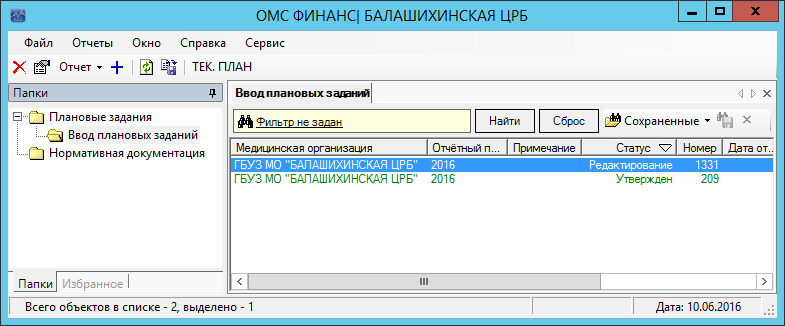 ОМС ФИНАНС| БАЛАШИХИНСКАЯ ЦРБ
Файл Отчеты Окно Справка Сервис
Отчет ТЕК. ПЛАН
Папки
Плановые задания
Ввод плановых заданий
Нормативная документация
Папки Избранное
Ввод плановых заданий
Фильтр не задан Найти Сброс Сохраненные
Медицинская организация Отчётный п... Примечание Статус Номер Дата от...
ГБУЗ МО "БАЛАШИХИНСКАЯ ЦРБ" 2016 Редактирование 1331
ГБУЗ МО "БАЛАШИХИНСКАЯ ЦРБ" 2016 Утвержден 209
Всего объектов в списке - 2, выделено - 1 Дата: 10.06.2016